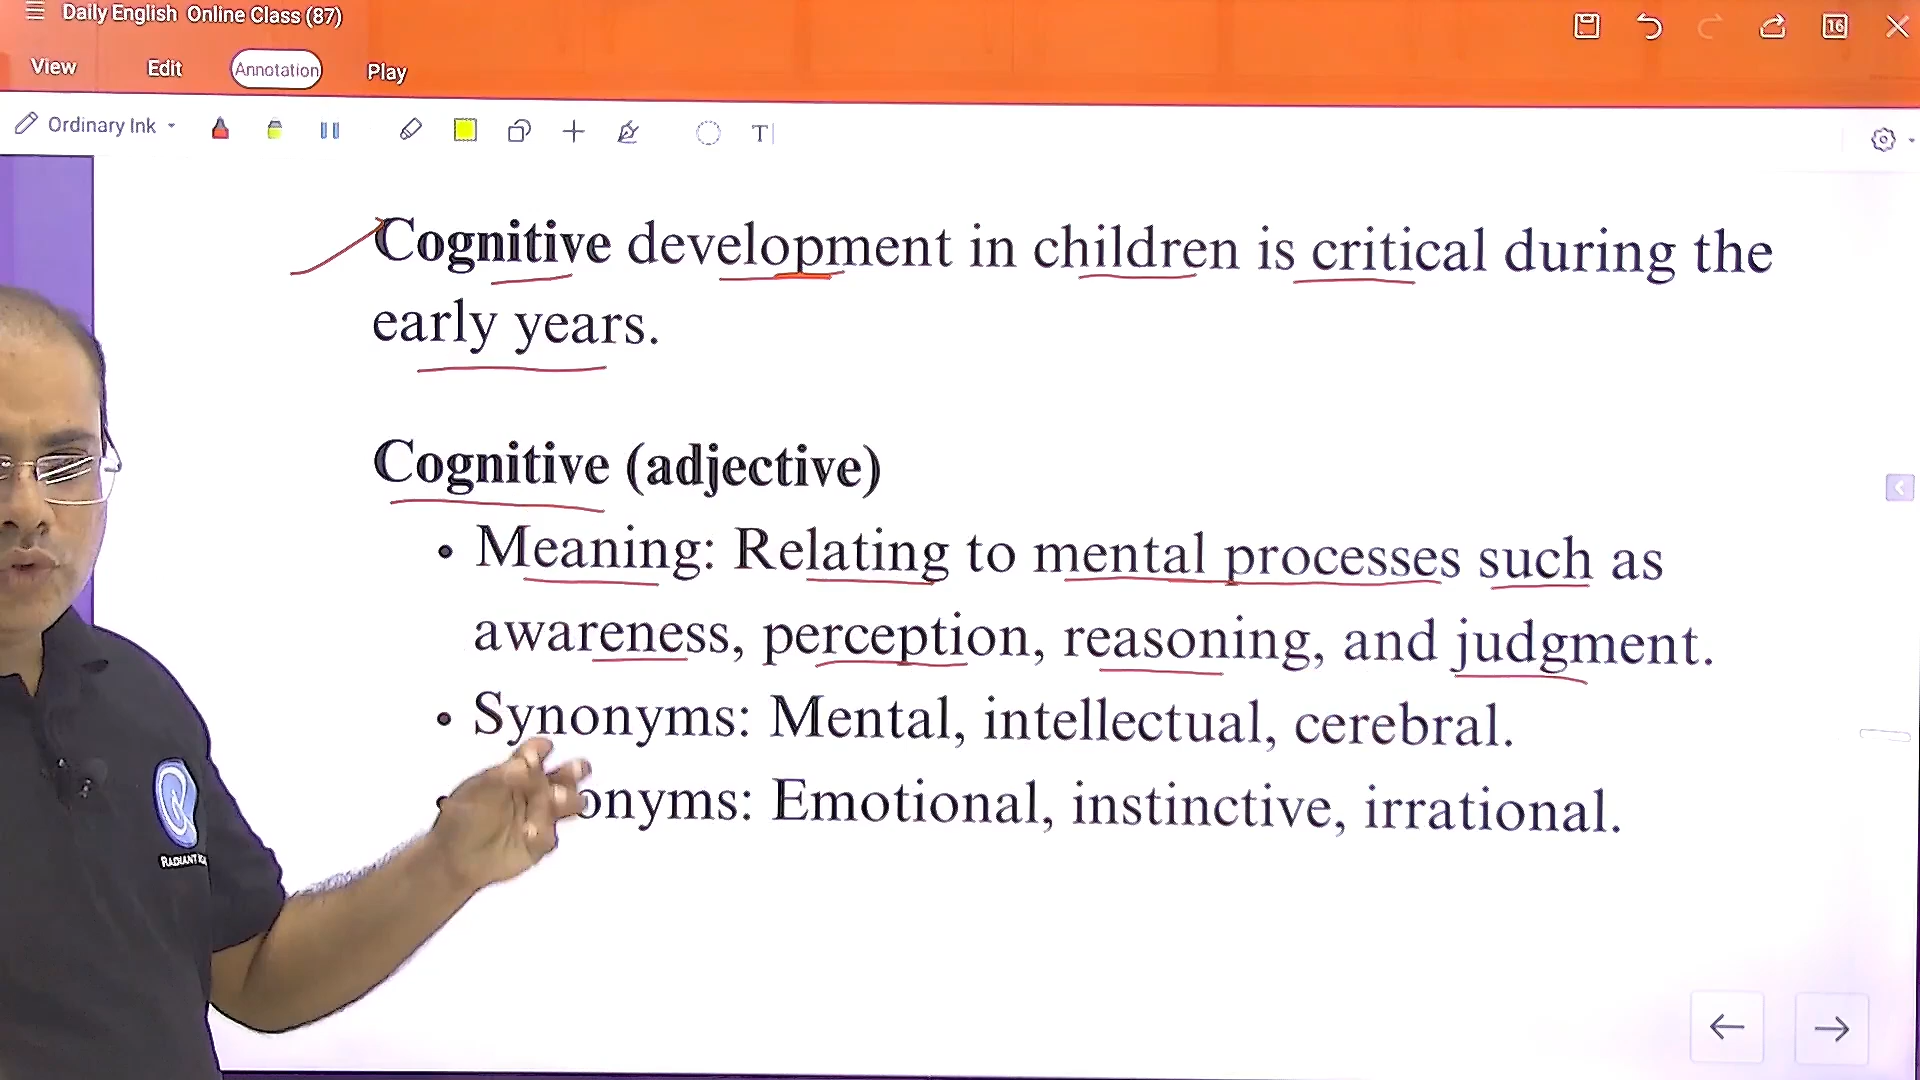 Daily English Online Class (87)
16
View Edit Annotation Play
Ordinary Ink
T
Cognitive development in children is critical during the
early years.
Cognitive (adjective)
• Meaning: Relating to mental processes such as
awareness, perception, reasoning, and judgment.
• Synonyms: Mental, intellectual, cerebral.
onyms: Emotional, instinctive, irrational.
RADIANT